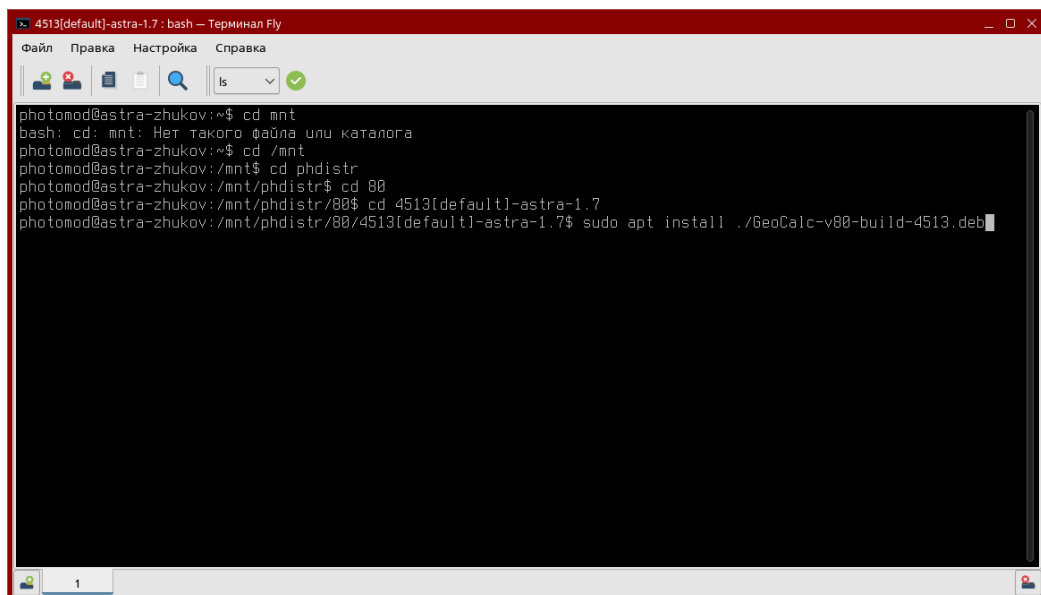 4513[default]-astra-1.7 : bash — Терминал Fly
Файл Правка Настройка Справка
ls
photomod@astra-zhukov:~$ cd mnt
bash: cd: mnt: Нет такого файла или каталога
photomod@astra-zhukov:~$ cd /mnt
photomod@astra-zhukov:/mnt$ cd phdistr
photomod@astra-zhukov:/mnt/phdistr$ cd 80
photomod@astra-zhukov:/mnt/phdistr/80$ cd 4513[default]-astra-1.7
photomod@astra-zhukov:/mnt/phdistr/80/4513[default]-astra-1.7$ sudo apt install ./GeoCalc-v80-build-4513.deb
1